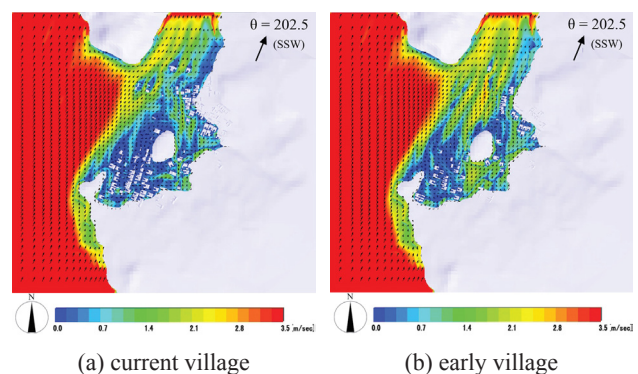 θ = 202.5
(SSW)
N
0.0 0.7 1.4 2.1 2.8 3.5 [m/sec]
(a) current village
θ = 202.5
(SSW)
N
0.0 0.7 1.4 2.1 2.8 3.5 [m/sec]
(b) early village